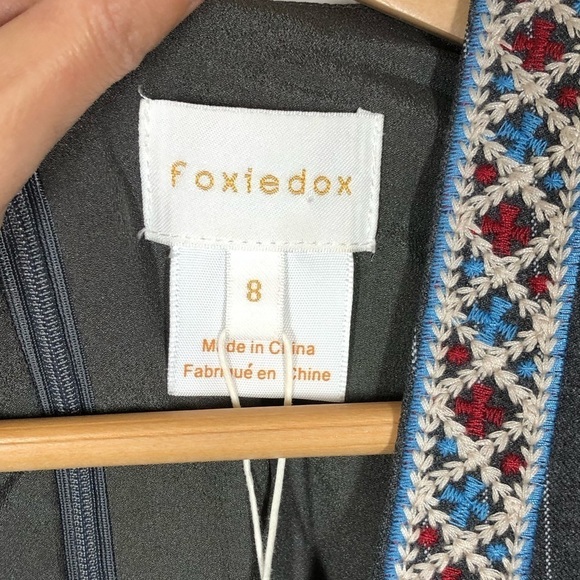 foxiedox
8
Made in China
Fabriqué en Chine